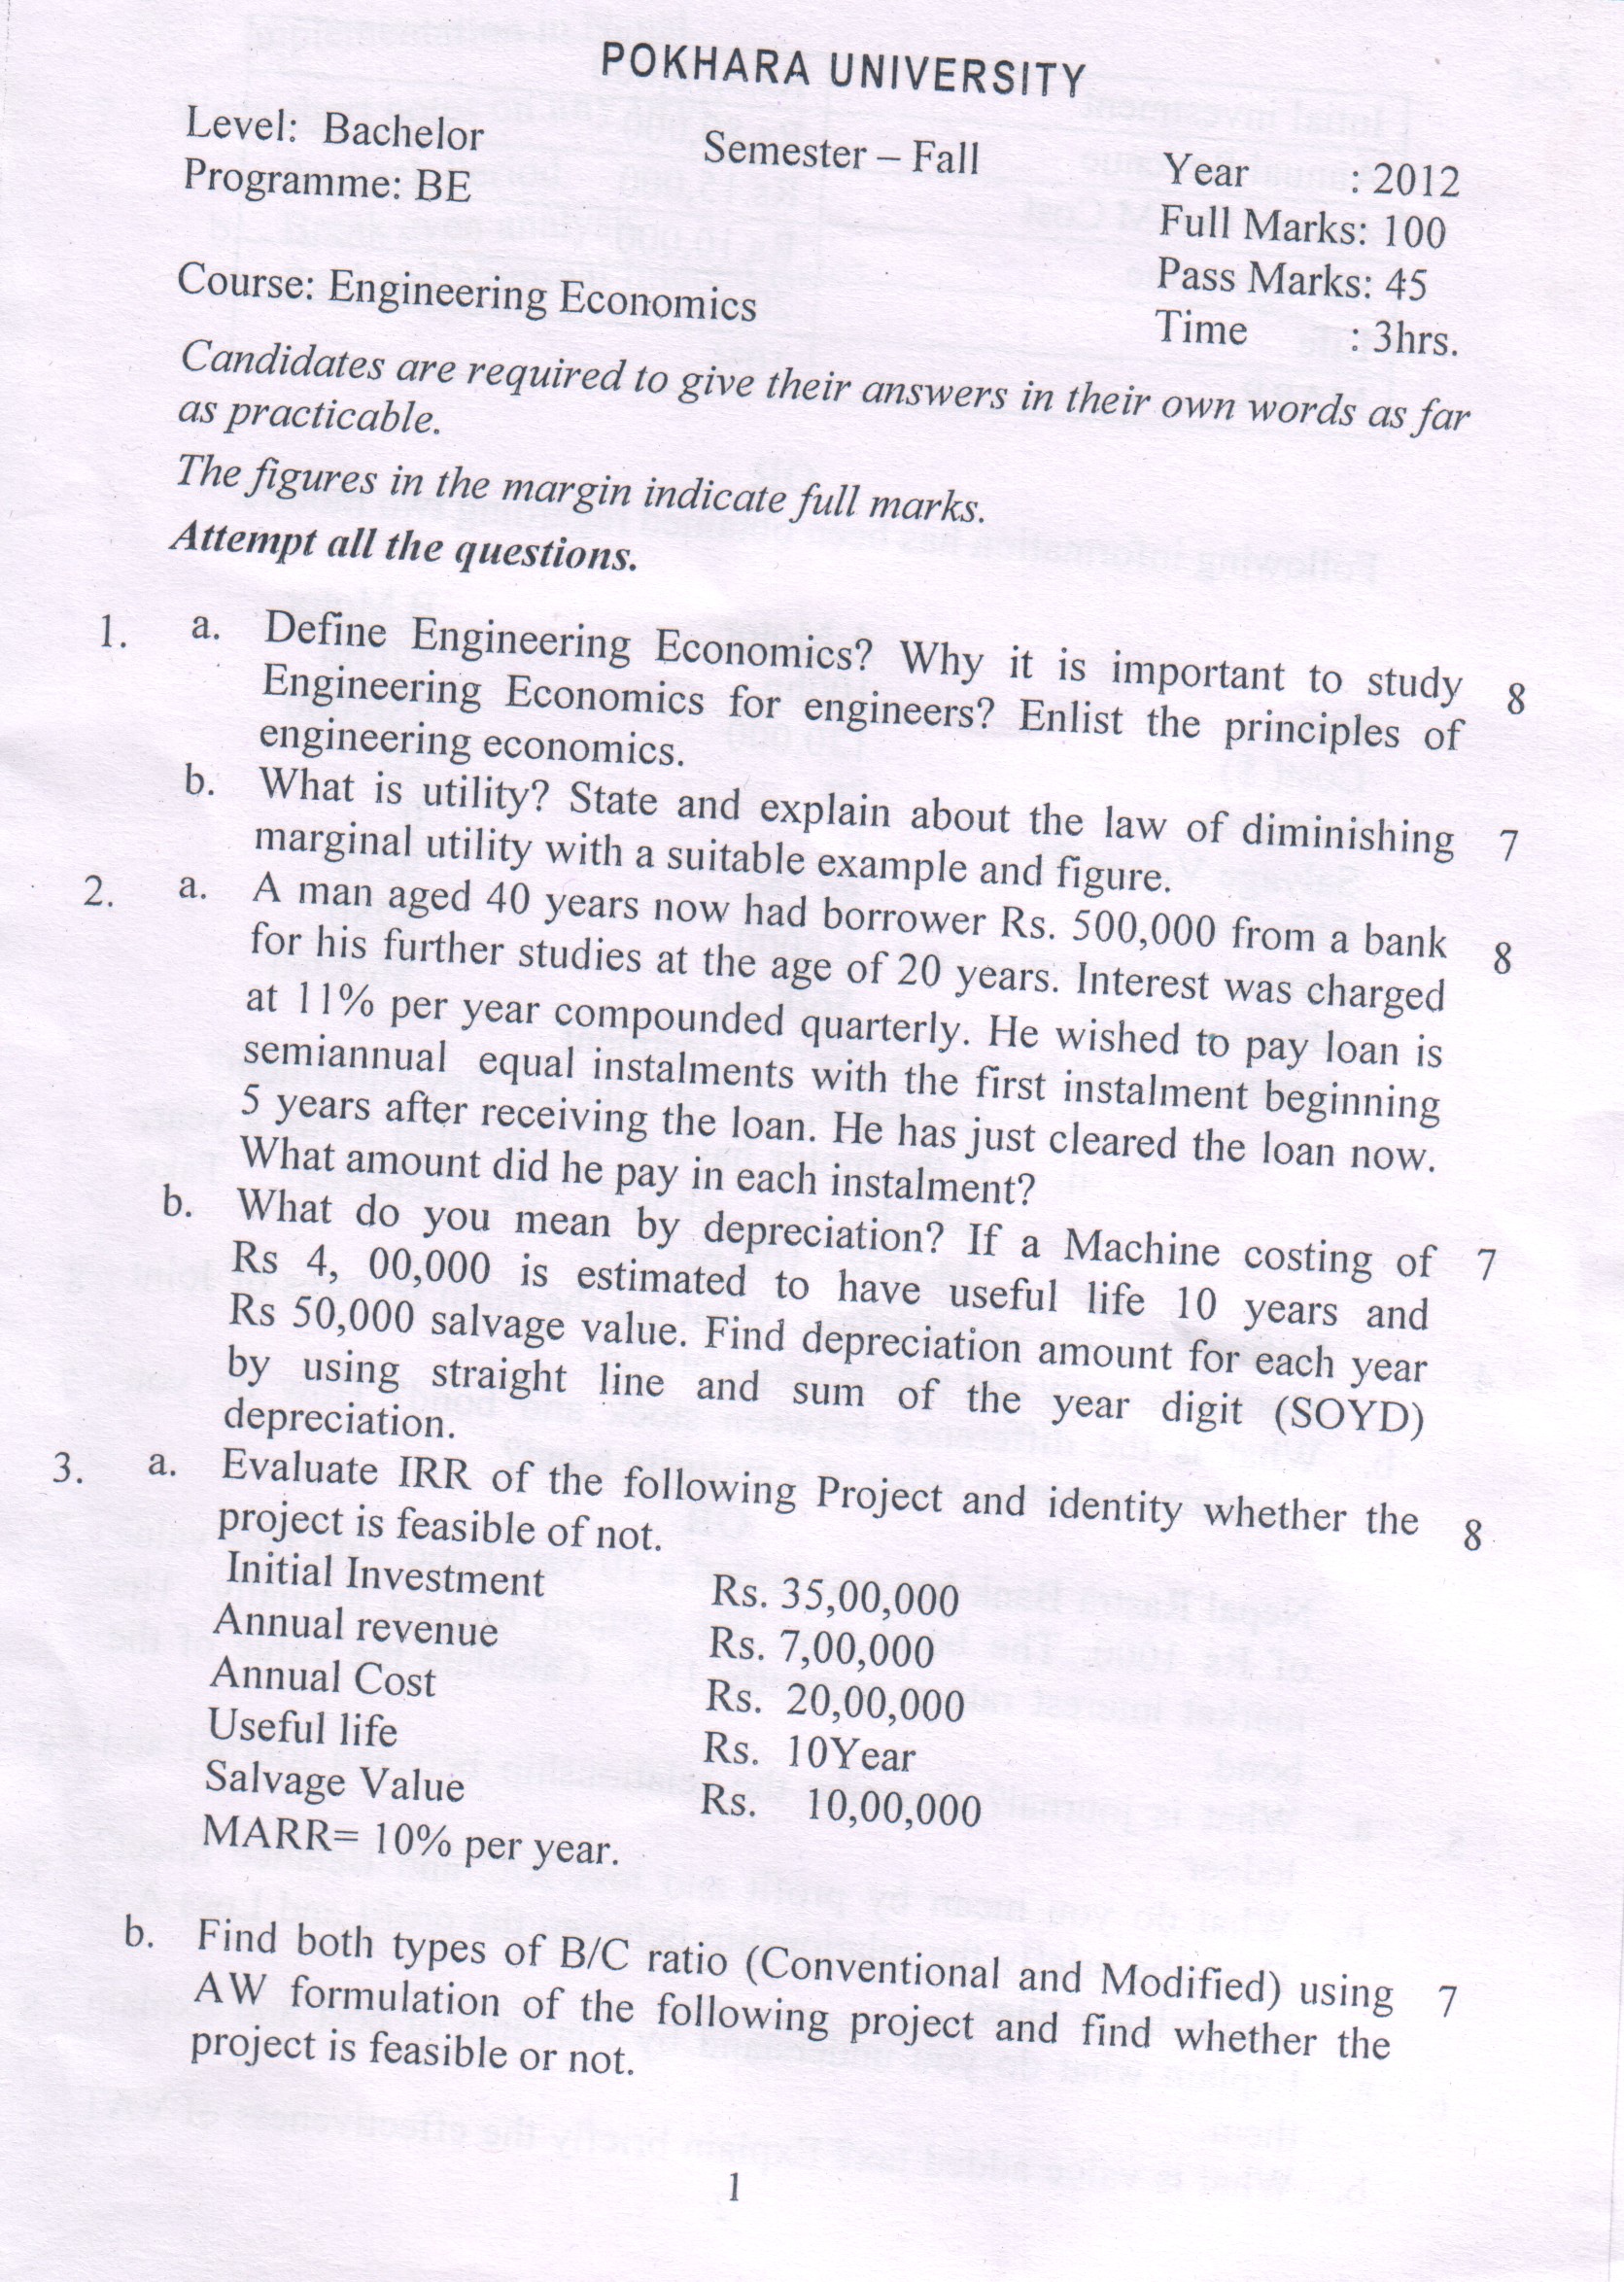 POKHARA UNIVERSITY
Level: Bachelor Semester – Fall Year : 2012
Programme: BE Full Marks: 100
Pass Marks: 45
Course: Engineering Economics Time : 3hrs.
Candidates are required to give their answers in their own words as far
as practicable.
The figures in the margin indicate full marks.
Attempt all the questions.
1. a. Define Engineering Economics? Why it is important to study 8
Engineering Economics for engineers? Enlist the principles of
engineering economics.
b. What is utility? State and explain about the law of diminishing 7
marginal utility with a suitable example and figure.
2. a. A man aged 40 years now had borrower Rs. 500,000 from a bank 8
for his further studies at the age of 20 years. Interest was charged
at 11% per year compounded quarterly. He wished to pay loan is
semiannual equal instalments with the first instalment beginning
5 years after receiving the loan. He has just cleared the loan now.
What amount did he pay in each instalment?
b. What do you mean by depreciation? If a Machine costing of 7
Rs 4, 00,000 is estimated to have useful life 10 years and
Rs 50,000 salvage value. Find depreciation amount for each year
by using straight line and sum of the year digit (SOYD)
depreciation.
3. a. Evaluate IRR of the following Project and identity whether the 8
project is feasible of not.
Initial Investment Rs. 35,00,000
Annual revenue Rs. 7,00,000
Annual Cost Rs. 20,00,000
Useful life Rs. 10Year
Salvage Value Rs. 10,00,000
MARR= 10% per year.
b. Find both types of B/C ratio (Conventional and Modified) using 7
AW formulation of the following project and find whether the
project is feasible or not.
1